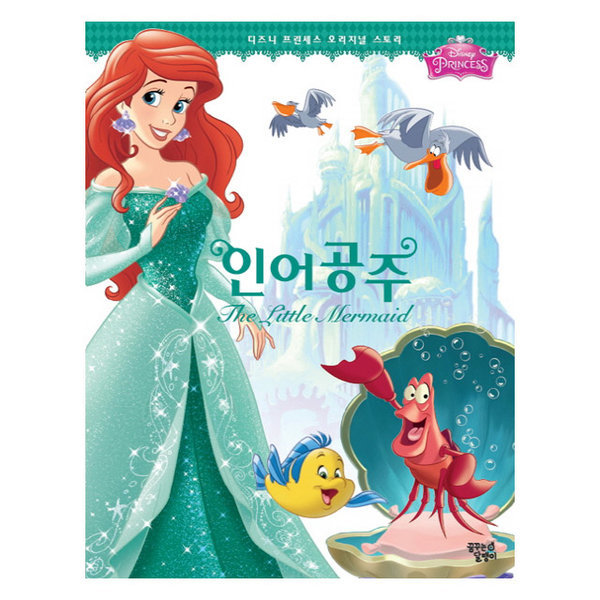 디즈니 프린세스 오리지널 스토리
Disney
PRINCESS
인어공주
The Little Mermaid
꿈꾸는
달팽이